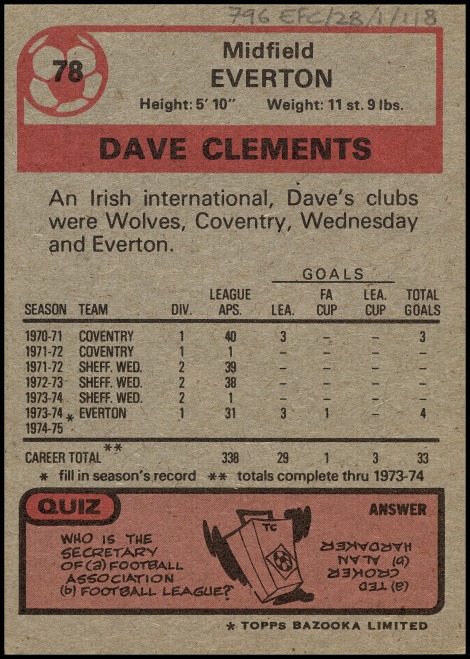 796 EFC/28/1/118
78
Midfield
EVERTON
Height: 5' 10" Weight: 11 st. 9 lbs.
DAVE CLEMENTS
An Irish international, Dave's clubs
were Wolves, Coventry, Wednesday
and Everton.
GOALS
SEASON TEAM DIV. LEAGUE APS. LEA. FA CUP LEA. CUP TOTAL GOALS
1970-71 COVENTRY 1 40 3 – – 3
1971-72 COVENTRY 1 1 – – – –
1971-72 SHEFF. WED. 2 39 – – – –
1972-73 SHEFF. WED. 2 38 – – – –
1973-74 SHEFF. WED. 2 1 – – – –
1973-74 EVERTON 1 31 3 1 – 4
1974-75 *
CAREER TOTAL ** 338 29 1 3 33
* fill in season's record ** totals complete thru 1973-74
QUIZ
WHO IS THE
SECRETARY
OF (a) FOOTBALL
ASSOCIATION
(b) FOOTBALL LEAGUE?
TC
ANSWER
(a) TED
CROKER
(b) ALAN
HARDAKER
* TOPPS BAZOOKA LIMITED